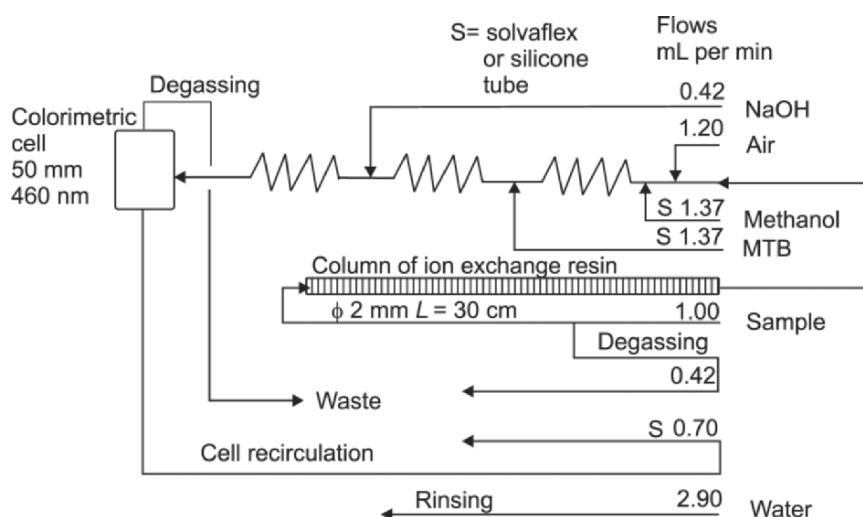 S= solvaflex
or silicone
tube
Flows
mL per min
Degassing
Colorimetric
cell
50 mm
460 nm
0.42
NaOH
1.20
Air
S 1.37
Methanol
S 1.37
MTB
Column of ion exchange resin
ϕ 2 mm L = 30 cm
1.00
Sample
Degassing
0.42
Waste
S 0.70
Cell recirculation
Rinsing
2.90
Water